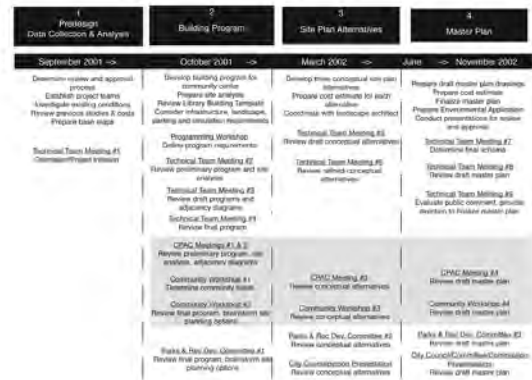 1
Predesign
Data Collection & Analysis
September 2001 ->
Determine review and approval
process
Establish project teams
Investigate existing conditions
Review previous studies & costs
Prepare base maps
Technical Team Meeting #1
Orientation/Project Initiation
2
Building Program
October 2001 ->
Develop building program for
community center
Prepare site analysis
Review Library Building Template
Consider infrastructure, landscape,
parking and circulation requirements
Programming Workshop
Define program requirements
Technical Team Meeting #2
Review preliminary program and site
analysis
Technical Team Meeting #3
Review draft programs and
adjacency diagrams
Technical Team Meeting #4
Review final program
CPAC Meetings #1 & 2
Review preliminary program, site
analysis, adjacency diagrams
Community Workshop #1
Determine community needs
Community Workshop #2
Review final program, brainstorm site
planning options
Parks & Rec Dev. Committee #1
Review final program, brainstorm site
planning options
3
Site Plan Alternatives
March 2002 ->
Develop three conceptual site plan
alternatives
Prepare cost estimate for each
alternative
Coordinate with landscape architect
Technical Team Meeting #5
Review draft conceptual alternatives
Technical Team Meeting #6
Review refined conceptual
alternatives
CPAC Meeting #3
Review conceptual alternatives
Community Workshop #3
Review conceptual alternatives
Parks & Rec Dev. Committee #2
Review conceptual alternatives
City Council Presentation
Review conceptual alternatives
4
Master Plan
June -> November 2002
Prepare draft master plan drawings
Prepare cost estimate
Finalize master plan
Prepare Environmental Application
Conduct presentations for review
and approval
Technical Team Meeting #7
Determine final scheme
Technical Team Meeting #8
Review draft master plan
Technical Team Meeting #9
Evaluate public comment, provide
direction to finalize master plan
CPAC Meeting #4
Review draft master plan
Community Workshop #4
Review draft master plan
Parks & Rec Dev. Committee #3
Review draft master plan
City Council/Committee/Commission
Presentations
Review draft master plan